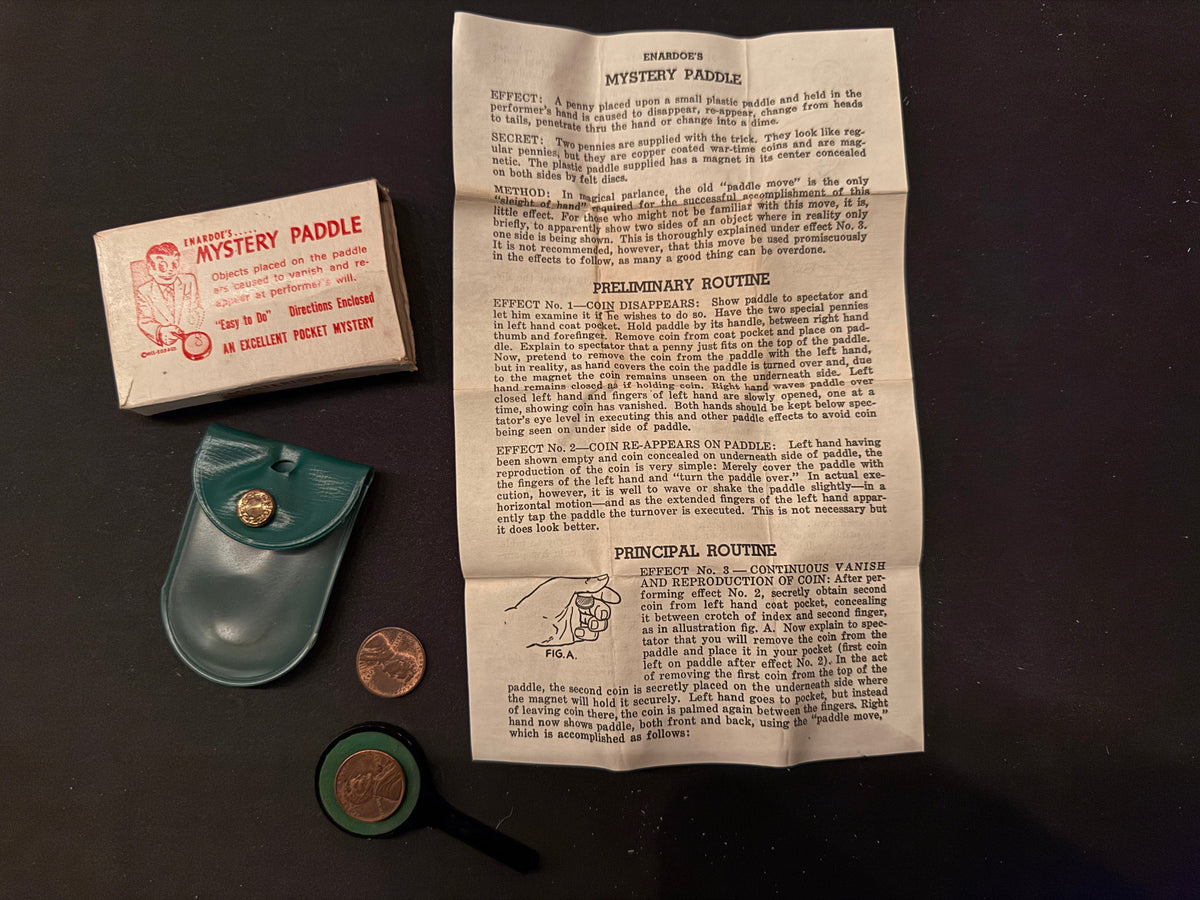 ENARDOE'S.....
MYSTERY PADDLE
Objects placed on the paddle
are caused to vanish and re-
appear at performer's will.
"Easy to Do" Directions Enclosed
AN EXCELLENT POCKET MYSTERY
ENARDOE'S
MYSTERY PADDLE
EFFECT: A penny placed upon a small plastic paddle and held in the
performer's hand is caused to disappear, re-appear, change from heads
to tails, penetrate thru the hand or change into a dime.
SECRET: Two pennies are supplied with the trick. They look like reg-
ular pennies, but they are copper coated war-time coins and are mag-
netic. The plastic paddle supplied has a magnet in its center concealed
on both sides by felt discs.
METHOD: In magical parlance, the old "paddle move" is the only
"sleight of hand" required for the successful accomplishment of this
little effect. For those who might not be familiar with this move, it is,
briefly, to apparently show two sides of an object where in reality only
one side is being shown. This is thoroughly explained under effect No. 3.
It is not recommended, however, that this move be used promiscuously
in the effects to follow, as many a good thing can be overdone.
PRELIMINARY ROUTINE
EFFECT No. 1—COIN DISAPPEARS: Show paddle to spectator and
let him examine it if he wishes to do so. Have the two special pennies
in left hand coat pocket. Hold paddle by its handle, between right hand
thumb and forefinger. Remove coin from coat pocket and place on pad-
dle. Explain to spectator that a penny just fits on the top of the paddle.
Now, pretend to remove the coin from the paddle with the left hand,
but in reality, as hand covers the coin the paddle is turned over and, due
to the magnet the coin remains unseen on the underneath side. Left
hand remains closed as if holding coin. Right hand waves paddle over
closed left hand and fingers of left hand are slowly opened, one at a
time, showing coin has vanished. Both hands should be kept below spec-
tator's eye level in executing this and other paddle effects to avoid coin
being seen on under side of paddle.
EFFECT No. 2—COIN RE-APPEARS ON PADDLE: Left hand having
been shown empty and coin concealed on underneath side of paddle, the
reproduction of the coin is very simple: Merely cover the paddle with
the fingers of the left hand and "turn the paddle over." In actual exe-
cution, however, it is well to wave or shake the paddle slightly—in a
horizontal motion—and as the extended fingers of the left hand appar-
ently tap the paddle the turnover is executed. This is not necessary but
it does look better.
PRINCIPAL ROUTINE
EFFECT No. 3 — CONTINUOUS VANISH
AND REPRODUCTION OF COIN: After per-
forming effect No. 2, secretly obtain second
coin from left hand coat pocket, concealing
it between crotch of index and second finger,
as in allustration fig. A. Now explain to spec-
tator that you will remove the coin from the
paddle and place it in your pocket (first coin
left on paddle after effect No. 2). In the act
of removing the first coin from the top of the
FIG.A.
paddle, the second coin is secretly placed on the underneath side where
the magnet will hold it securely. Left hand goes to pocket, but instead
of leaving coin there, the coin is palmed again between the fingers. Right
hand now shows paddle, both front and back, using the "paddle move,"
which is accomplished as follows: